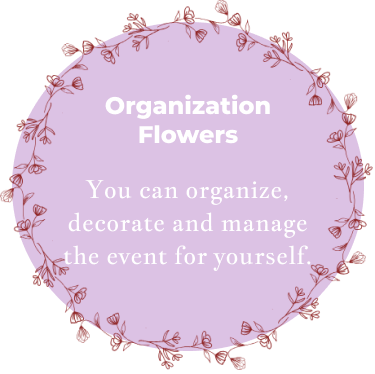 Organization
Flowers
You can organize,
decorate and manage
the event for yourself.